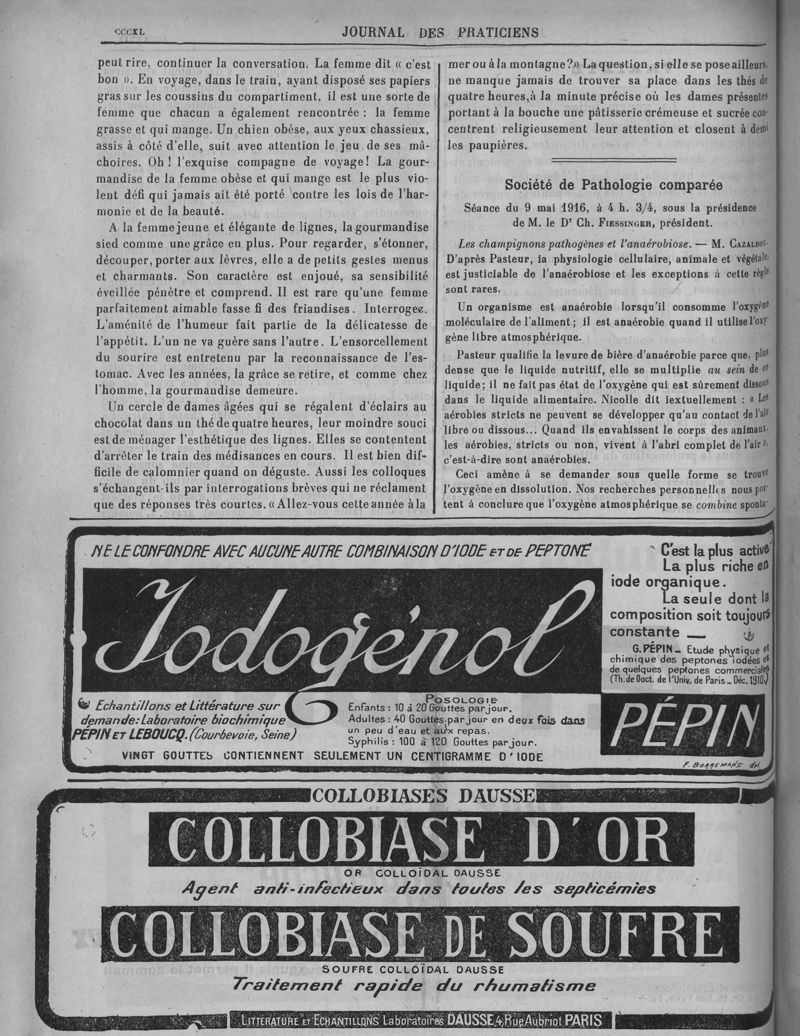 CCCXL
JOURNAL DES PRATICIENS
peut rire, continuer la conversation. La femme dit « c'est
bon ». En voyage, dans le train, ayant disposé ses papiers
gras sur les coussins du compartiment, il est une sorte de
femme que chacun a également rencontrée : la femme
grasse et qui mange. Un chien obèse, aux yeux chassieux,
assis à côté d'elle, suit avec attention le jeu de ses mâ-
choires. Oh ! l'exquise compagne de voyage ! La gour-
mandise de la femme obèse et qui mange est le plus vio-
lent défi qui jamais ait été porté contre les lois de l'har-
monie et de la beauté.
A la femme jeune et élégante de lignes, la gourmandise
sied comme une grâce en plus. Pour regarder, s'étonner,
découper, porter aux lèvres, elle a de petits gestes menus
et charmants. Son caractère est enjoué, sa sensibilité
éveillée pénètre et comprend. Il est rare qu'une femme
parfaitement aimable fasse fi des friandises. Interrogez.
L'aménité de l'humeur fait partie de la délicatesse de
l'appétit. L'un ne va guère sans l'autre. L'ensorcellement
du sourire est entretenu par la reconnaissance de l'es-
tomac. Avec les années, la grâce se retire, et comme chez
l'homme, la gourmandise demeure.
Un cercle de dames âgées qui se régalent d'éclairs au
chocolat dans un thé de quatre heures, leur moindre souci
est de ménager l'esthétique des lignes. Elles se contentent
d'arrêter le train des médisances en cours. Il est bien dif-
ficile de calomnier quand on déguste. Aussi les colloques
s'échangent-ils par interrogations brèves qui ne réclament
que des réponses très courtes. « Allez-vous cette année à la
mer ou à la montagne ? » La question, si elle se pose ailleurs,
ne manque jamais de trouver sa place dans les thés de
quatre heures, à la minute précise où les dames présentes
portant à la bouche une pâtisserie crémeuse et sucrée con-
centrent religieusement leur attention et closent à demi
les paupières.
Société de Pathologie comparée
Séance du 9 mai 1916, à 4 h. 3/4, sous la présidence
de M. le Dr Ch. FIESSINGER, président.
Les champignons pathogènes et l'anaérobiose. — M. CAZALBOU.
D'après Pasteur, la physiologie cellulaire, animale et végétale,
est justiciable de l'anaérobiose et les exceptions à cette règle
sont rares.
Un organisme est anaérobie lorsqu'il consomme l'oxygène
moléculaire de l'aliment ; il est anaérobie quand il utilise l'oxy-
gène libre atmosphérique.
Pasteur qualifie la levure de bière d'anaérobie parce que, plus
dense que le liquide nutritif, elle se multiplie au sein de ce
liquide ; il ne fait pas état de l'oxygène qui est sûrement dissous
dans le liquide alimentaire. Nicolle dit textuellement : « Les
aérobies stricts ne peuvent se développer qu'au contact de l'air
libre ou dissous... Quand ils envahissent le corps des animaux,
les aérobies, stricts ou non, vivent à l'abri complet de l'air »,
c'est-à-dire sont anaérobies.
Ceci amène à se demander sous quelle forme se trouve
l'oxygène en dissolution. Nos recherches personnelles nous por-
tent à conclure que l'oxygène atmosphérique se combine sponta-
NE LE CONFONDRE AVEC AUCUNE AUTRE COMBINAISON D'IODE ET DE PEPTONE
Iodogénol
C'est la plus active
La plus riche en
iode organique.
La seule dont la
composition soit toujours
constante —
G. PÉPIN — Etude physique et
chimique des peptones iodées et
de quelques peptones commerciales
(Th. de Doct. de l'Univ. de Paris _ Déc. 1910)
PÉPIN
Echantillons et Littérature sur
demande: Laboratoire biochimique
PÉPIN ET LEBOUCQ. (Courbevoie, Seine)
POSOLOGIE
Enfants : 10 à 20 Gouttes par jour.
Adultes : 40 Gouttes par jour en deux fois dans
un peu d'eau et aux repas.
Syphilis : 100 à 120 Gouttes par jour.
VINGT GOUTTES CONTIENNENT SEULEMENT UN CENTIGRAMME D'IODE
F. BORREMANS del.
COLLOBIASES DAUSSE
COLLOBIASE D'OR
OR COLLOÏDAL DAUSSE
Agent anti-infectieux dans toutes les septicémies
COLLOBIASE DE SOUFRE
SOUFRE COLLOÏDAL DAUSSE
Traitement rapide du rhumatisme
LITTÉRATURE ET ECHANTILLONS Laboratoires DAUSSE 4, Rue Aubriot PARIS